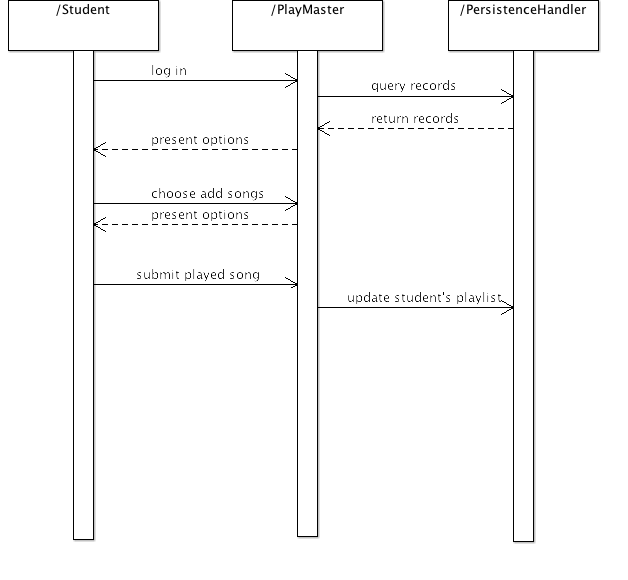 /Student
/PlayMaster
/PersistenceHandler
log in
query records
return records
present options
choose add songs
present options
submit played song
update student's playlist